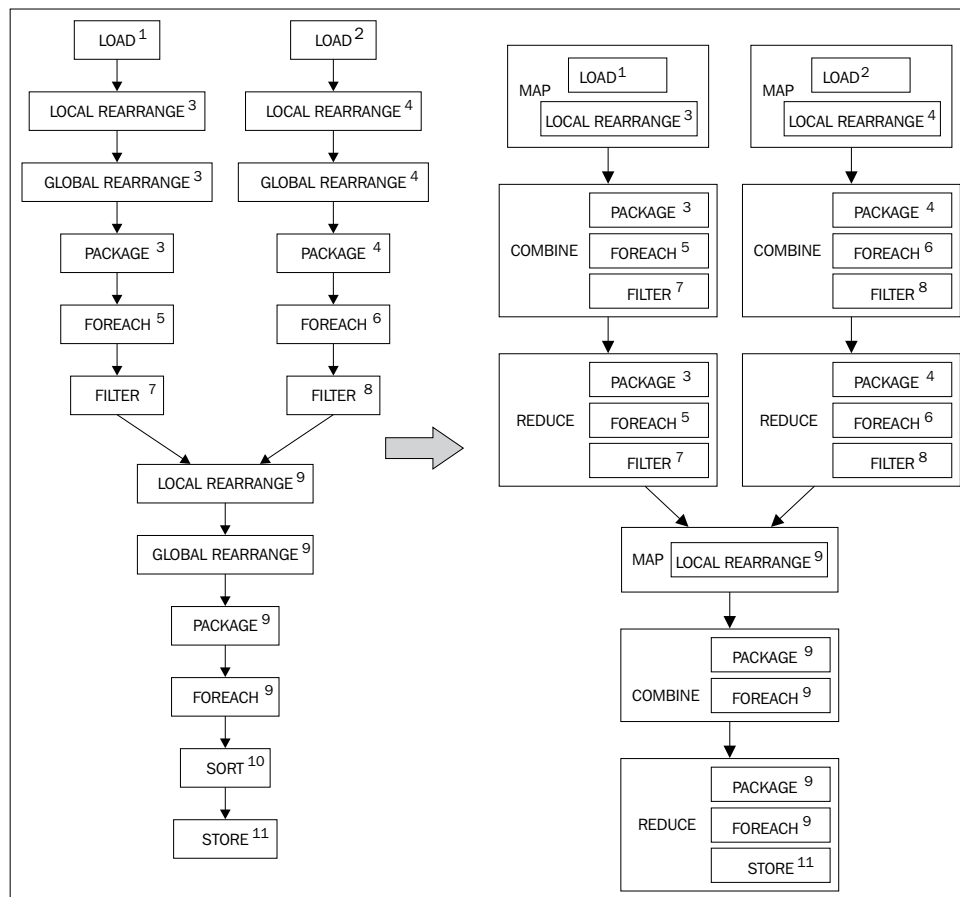 LOAD 1
LOAD 2
LOCAL REARRANGE 3
LOCAL REARRANGE 4
GLOBAL REARRANGE 3
GLOBAL REARRANGE 4
PACKAGE 3
PACKAGE 4
FOREACH 5
FOREACH 6
FILTER 7
FILTER 8
LOCAL REARRANGE 9
GLOBAL REARRANGE 9
PACKAGE 9
FOREACH 9
SORT 10
STORE 11
MAP
LOAD 1
LOCAL REARRANGE 3
MAP
LOAD 2
LOCAL REARRANGE 4
COMBINE
PACKAGE 3
FOREACH 5
FILTER 7
COMBINE
PACKAGE 4
FOREACH 6
FILTER 8
REDUCE
PACKAGE 3
FOREACH 5
FILTER 7
REDUCE
PACKAGE 4
FOREACH 6
FILTER 8
MAP
LOCAL REARRANGE 9
COMBINE
PACKAGE 9
FOREACH 9
REDUCE
PACKAGE 9
FOREACH 9
STORE 11